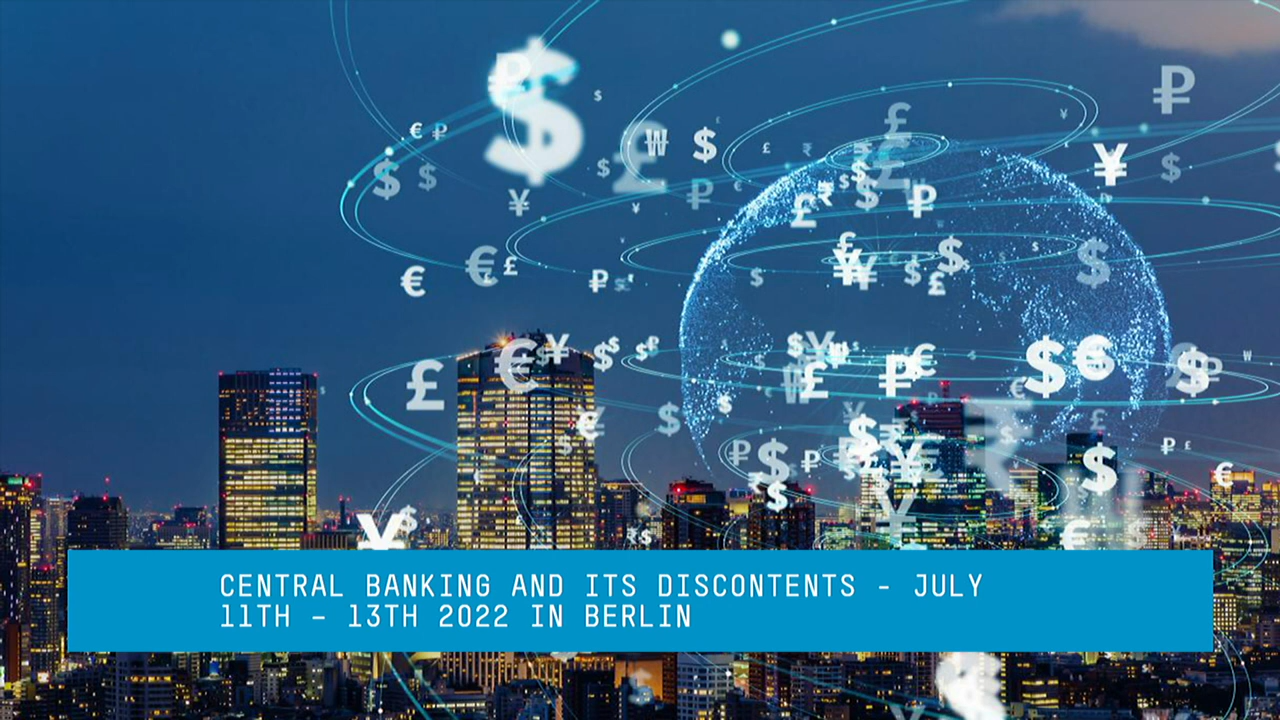 CENTRAL BANKING AND ITS DISCONTENTS - JULY
11TH – 13TH 2022 IN BERLIN